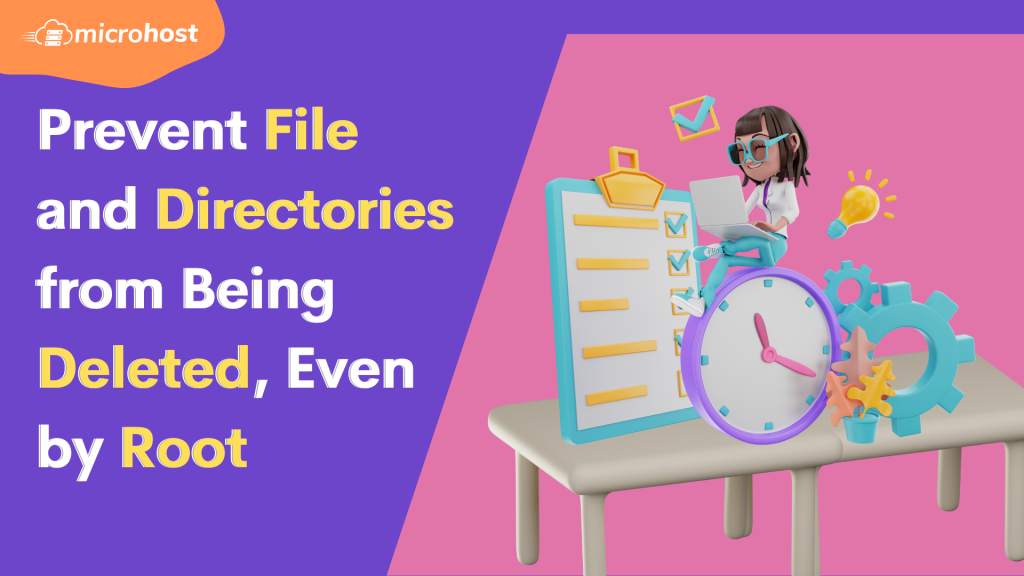 microhost
Prevent File
and Directories
from Being
Deleted, Even
by Root